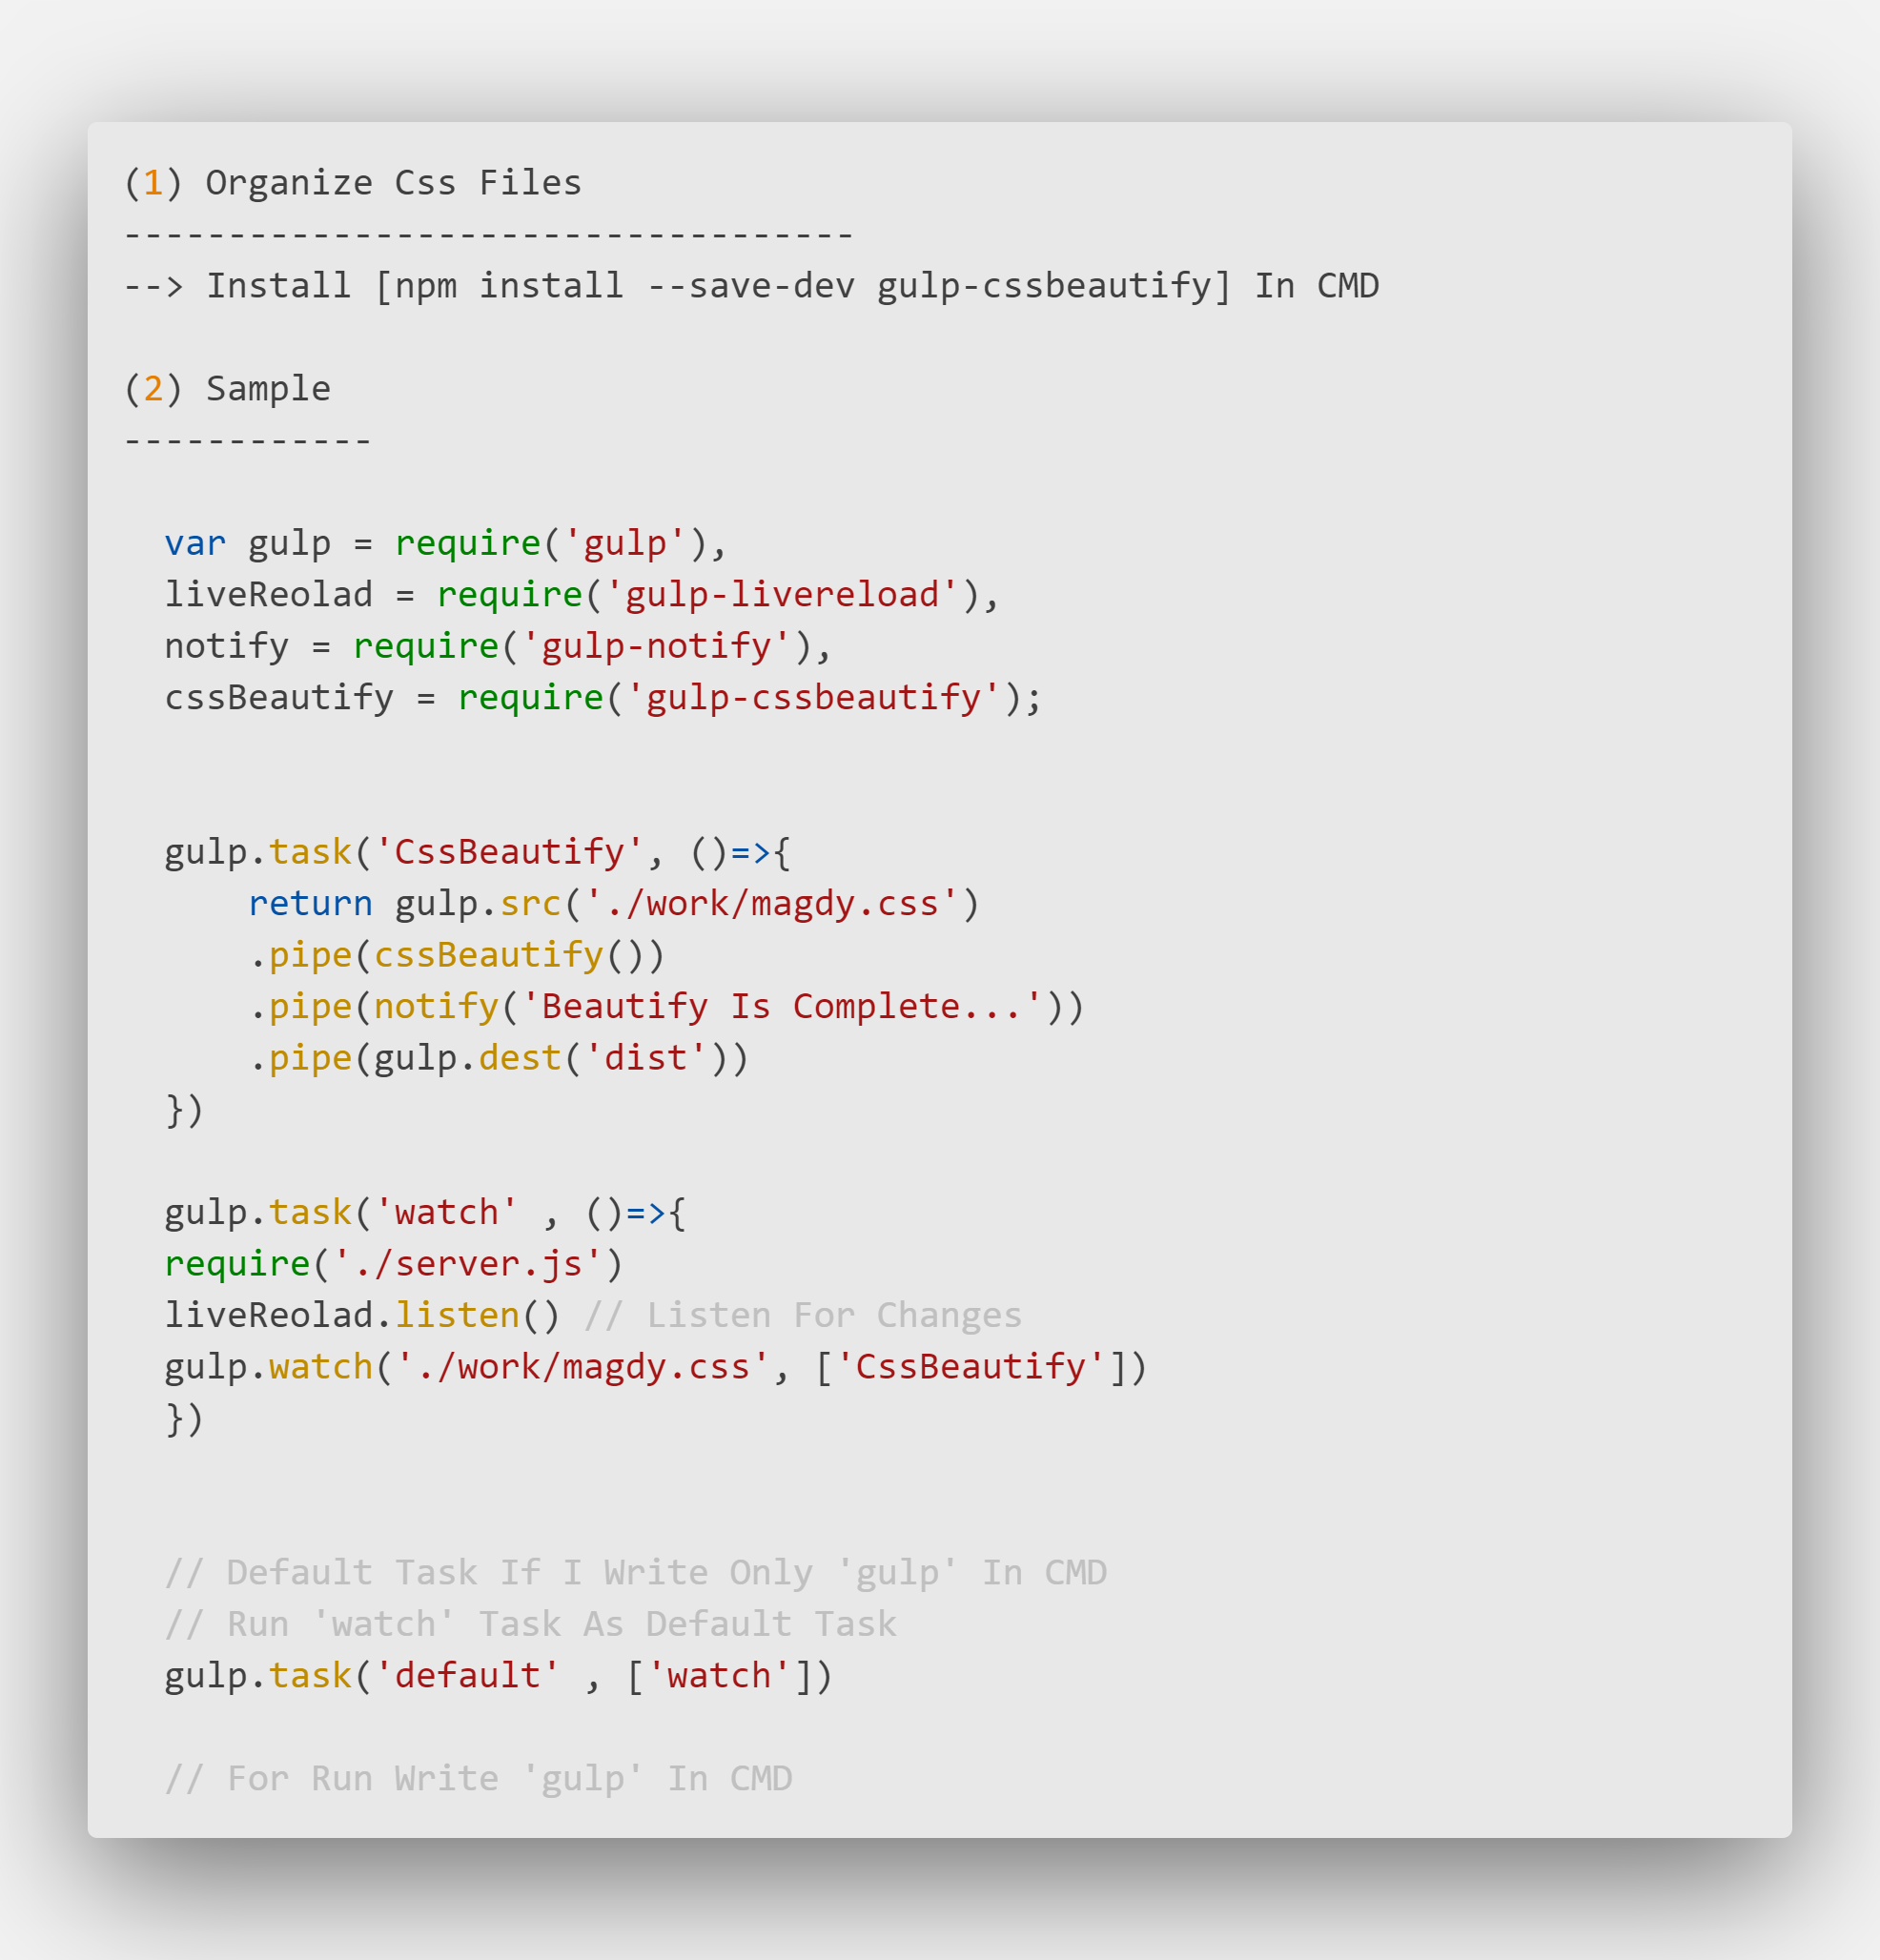 (1) Organize Css Files
-----------------------------------
--> Install [npm install --save-dev gulp-cssbeautify] In CMD
(2) Sample
------------
var gulp = require('gulp'),
liveReolad = require('gulp-livereload'),
notify = require('gulp-notify'),
cssBeautify = require('gulp-cssbeautify');
gulp.task('CssBeautify', ()=>{
return gulp.src('./work/magdy.css')
.pipe(cssBeautify())
.pipe(notify('Beautify Is Complete...'))
.pipe(gulp.dest('dist'))
})
gulp.task('watch' , ()=>{
require('./server.js')
liveReolad.listen() // Listen For Changes
gulp.watch('./work/magdy.css', ['CssBeautify'])
})
// Default Task If I Write Only 'gulp' In CMD
// Run 'watch' Task As Default Task
gulp.task('default' , ['watch'])
// For Run Write 'gulp' In CMD